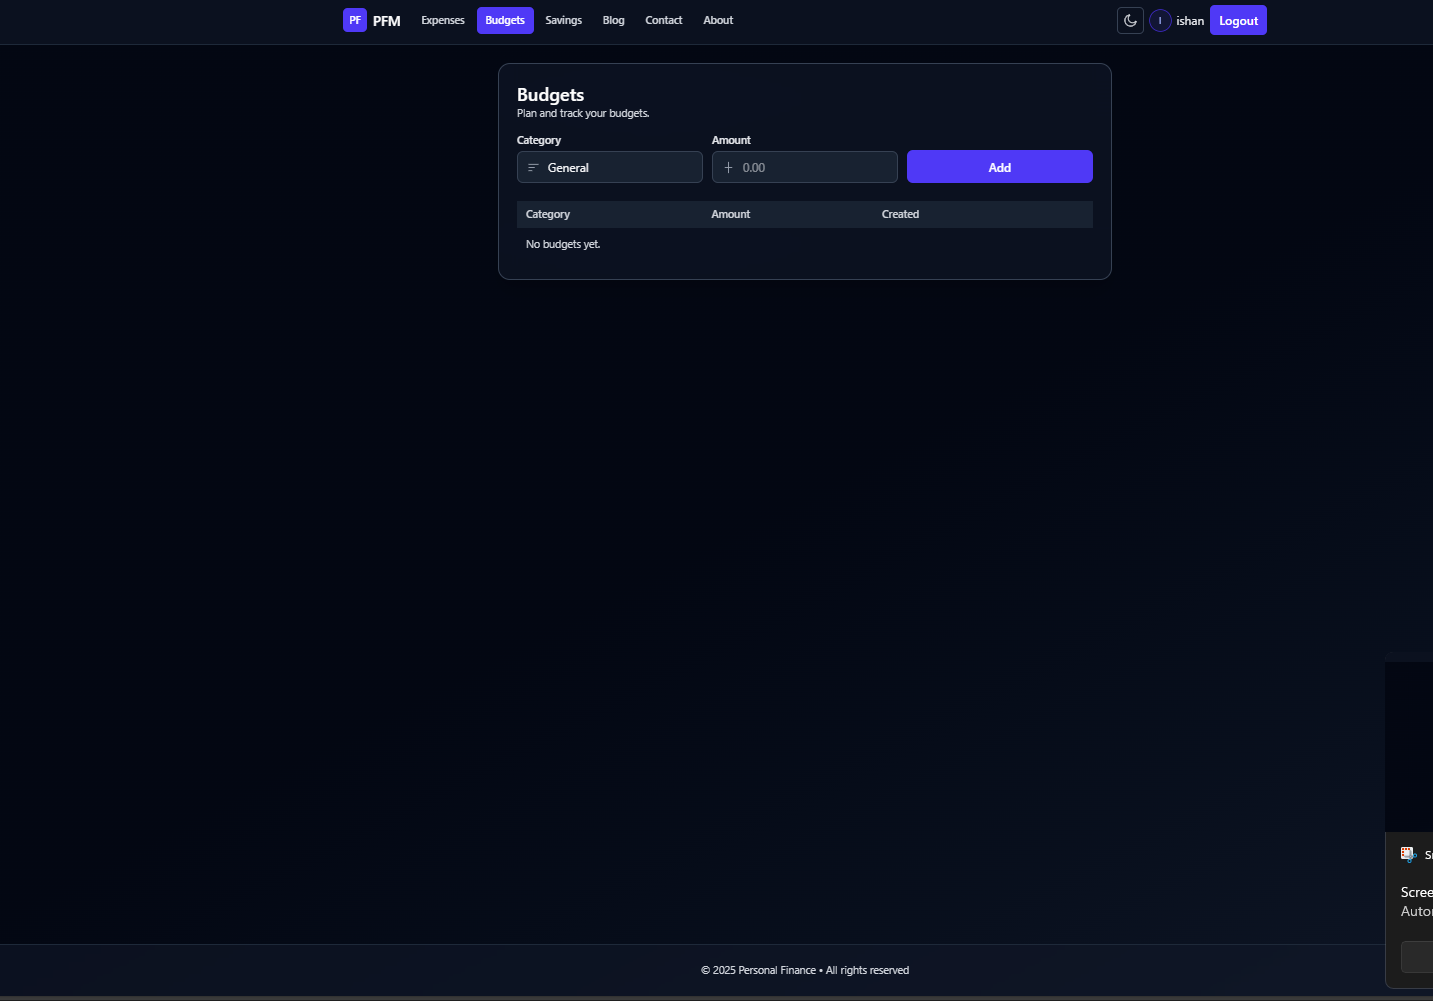 PF PFM Expenses Budgets Savings Blog Contact About I ishan Logout
Budgets
Plan and track your budgets.
Category Amount
General 0.00 Add
Category Amount Created
No budgets yet.
Scree
Autor
© 2025 Personal Finance • All rights reserved